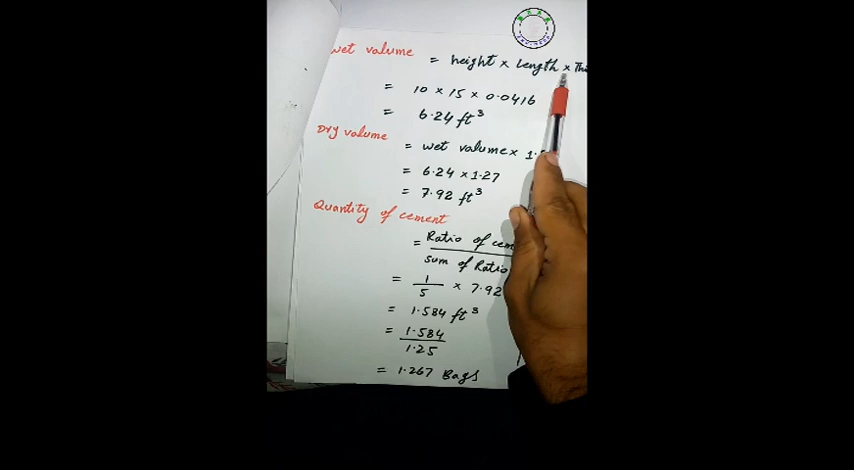 Wet volume
= height × Length ×
= 10 × 15 × 0.0416
= 6.24 ft³
Dry volume
= wet volume × 1.
= 6.24 × 1.27
= 7.92 ft³
Quantity of cement
= Ratio of cem
sum of Ratio
= 1/5 × 7.92
= 1.584 ft³
= 1.584
1.25
= 1.267 Bags